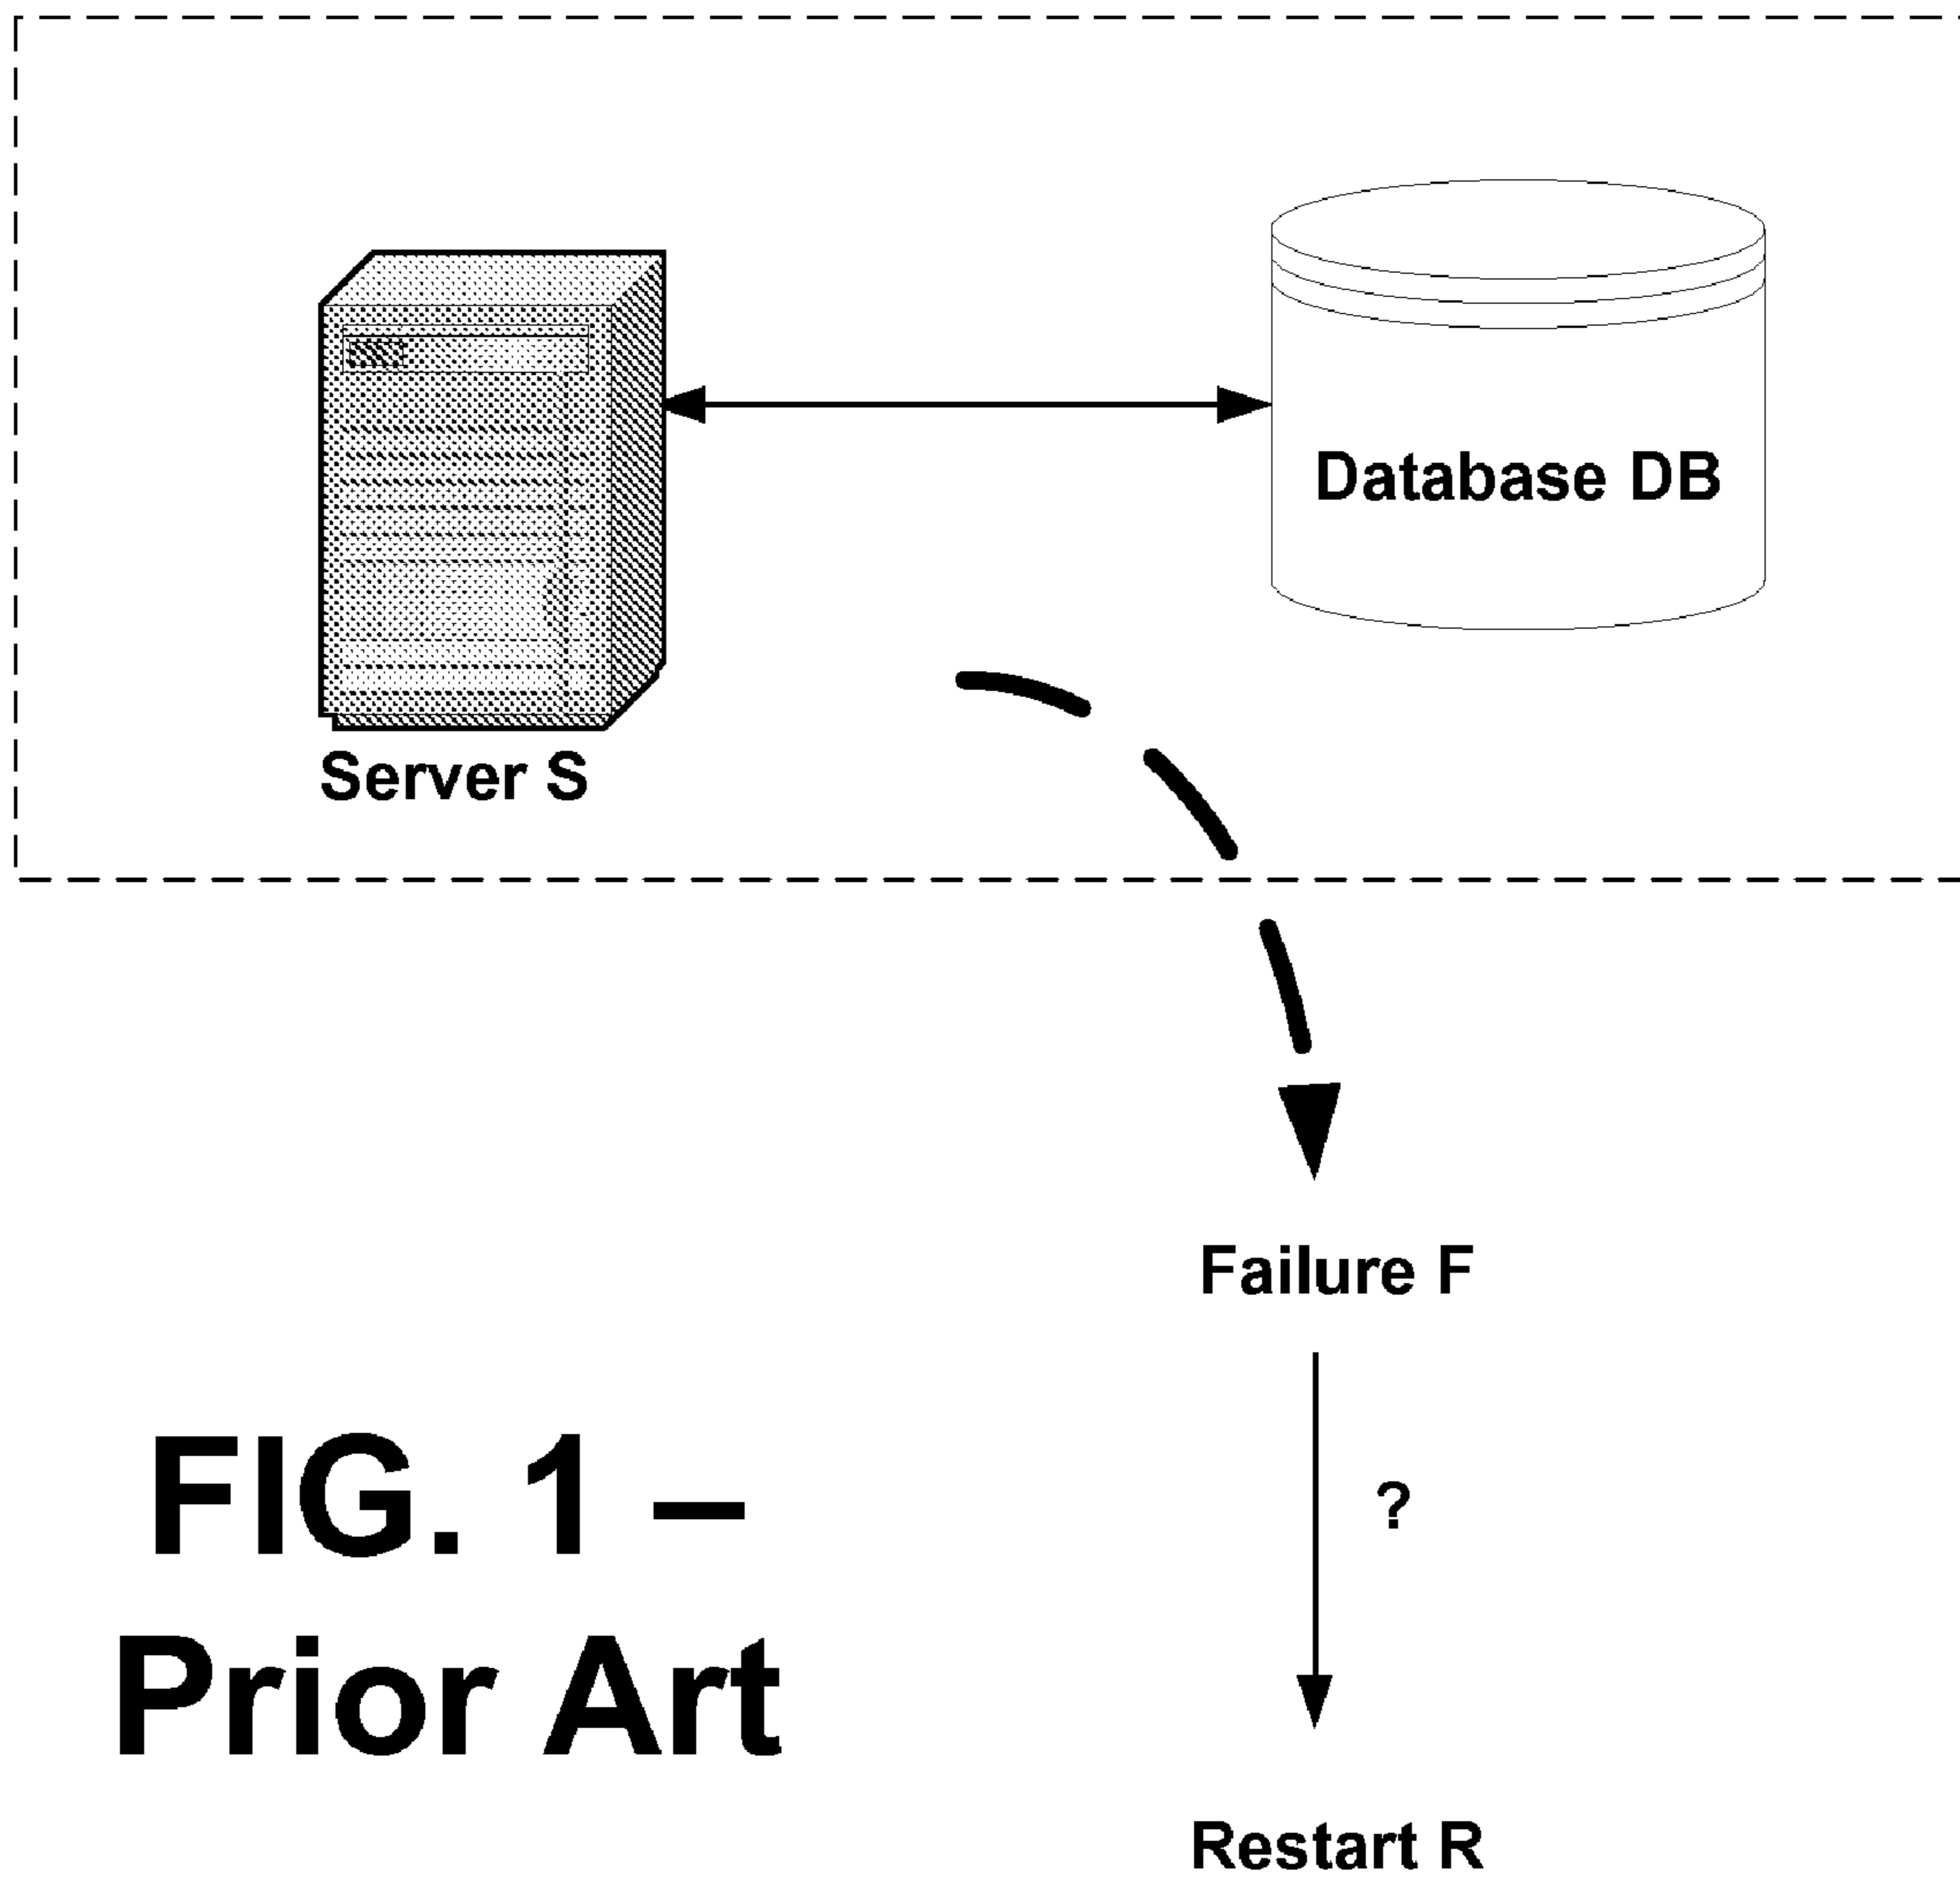 Database DB
Server S
Failure F
?
FIG. 1 –
Prior Art
Restart R